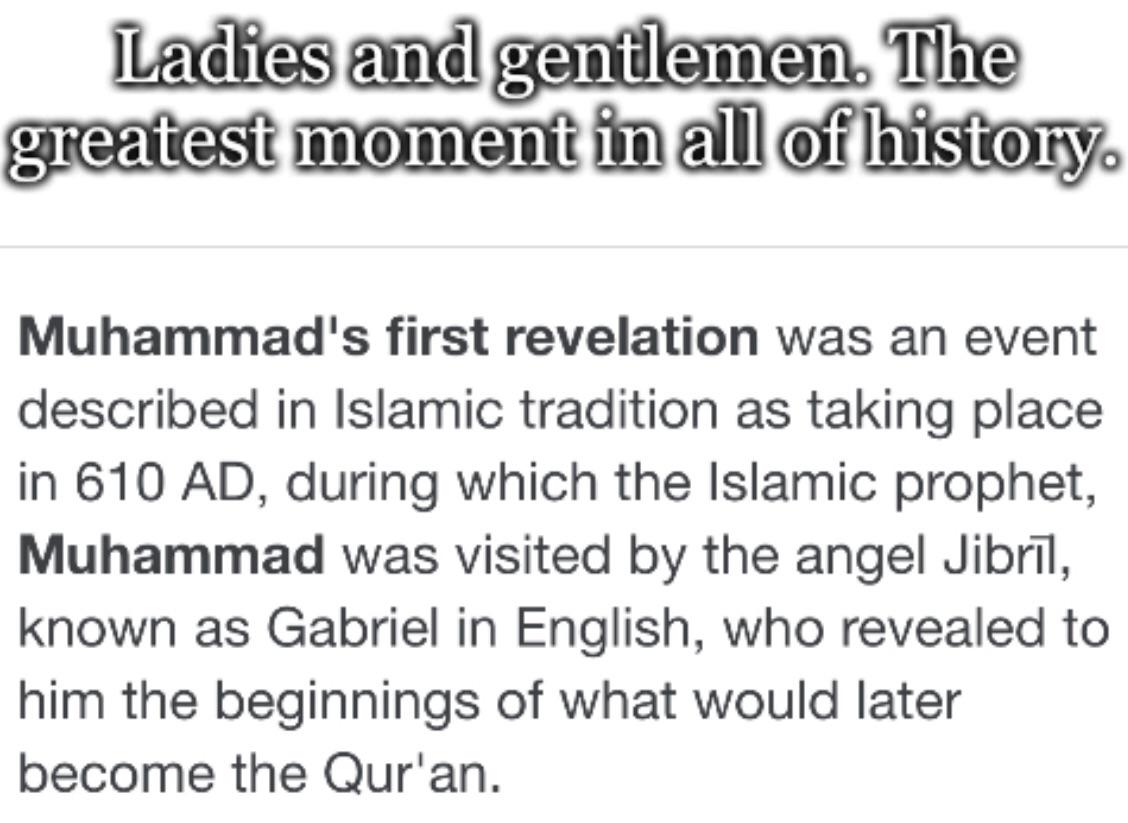 Ladies and gentlemen. The
greatest moment in all of history.
Muhammad's first revelation was an event
described in Islamic tradition as taking place
in 610 AD, during which the Islamic prophet,
Muhammad was visited by the angel Jibrīl,
known as Gabriel in English, who revealed to
him the beginnings of what would later
become the Qur'an.